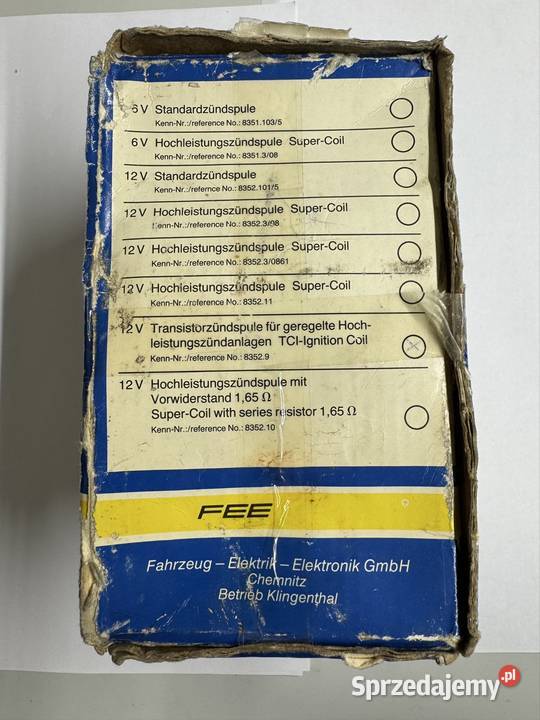 6 V Standardzündspule
Kenn-Nr.:/reference No.: 8351.103/5
6 V Hochleistungszündspule Super-Coil
Kenn-Nr.:/reference No.: 8351.3/08
12 V Standardzündspule
Kenn-Nr.:/refernce No.: 8352.101/5
12 V Hochleistungszündspule Super-Coil
Kenn-Nr.:/reference No.: 8352.3/98
12 V Hochleistungszündspule Super-Coil
Kenn-Nr.:/reference No.: 8352.3/0861
12 V Hochleistungszündspule Super-Coil
Kenn-Nr.:/reference No.: 8352.11
12 V Transistorzündspule für geregelte Hoch-
leistungszündanlagen TCI-Ignition Coil
Kenn-Nr.:/reference No.: 8352.9
12 V Hochleistungszündspule mit
Vorwiderstand 1,65 Ω
Super-Coil with series resistor 1,65 Ω
Kenn-Nr.:/reference No.: 8352.10
FEE
Fahrzeug – Elektrik – Elektronik GmbH
Chemnitz
Betrieb Klingenthal
Sprzedajemy.pl